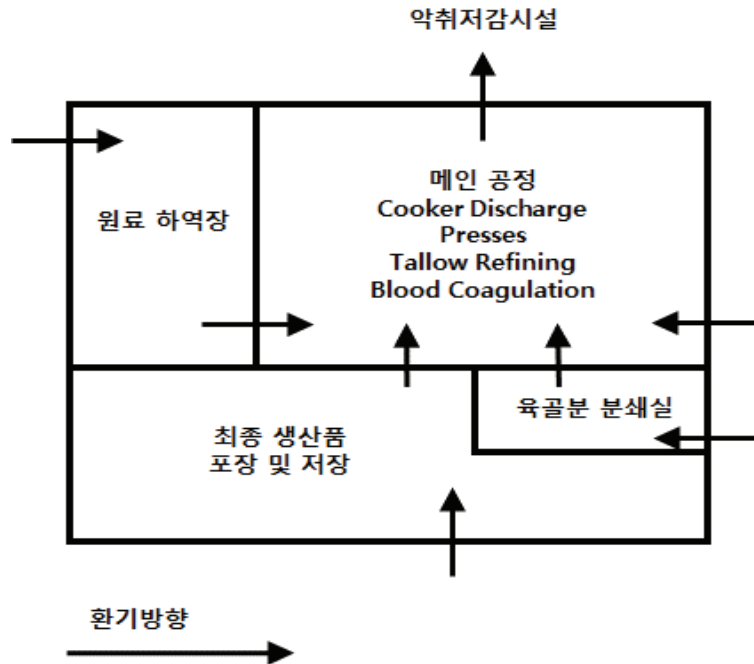 악취저감시설
원료 하역장
메인 공정
Cooker Discharge
Presses
Tallow Refining
Blood Coagulation
육골분 분쇄실
최종 생산품
포장 및 저장
환기방향